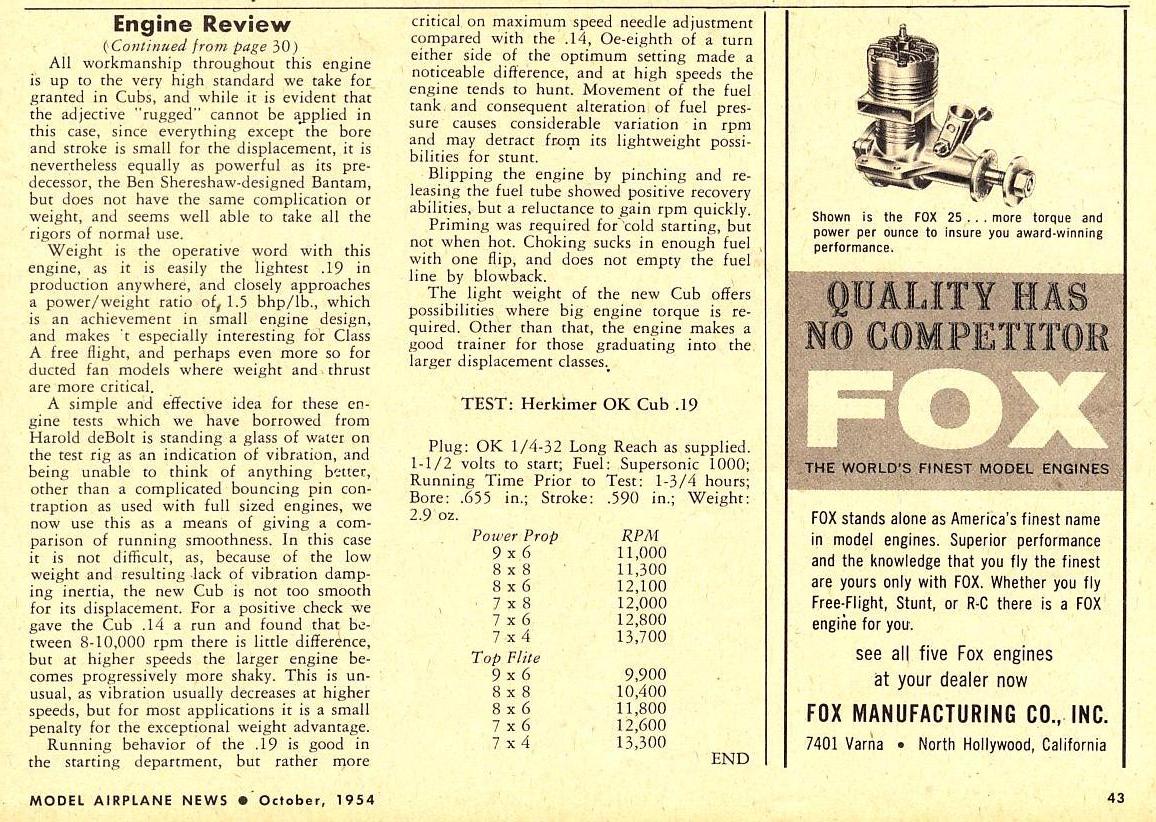 Engine Review
(Continued from page 30)
All workmanship throughout this engine
is up to the very high standard we take for
granted in Cubs, and while it is evident that
the adjective "rugged" cannot be applied in
this case, since everything except the bore
and stroke is small for the displacement, it is
nevertheless equally as powerful as its pre-
decessor, the Ben Shereshaw-designed Bantam,
but does not have the same complication or
weight, and seems well able to take all the
rigors of normal use.
Weight is the operative word with this
engine, as it is easily the lightest .19 in
production anywhere, and closely approaches
a power/weight ratio of 1.5 bhp/lb., which
is an achievement in small engine design,
and makes 't especially interesting for Class
A free flight, and perhaps even more so for
ducted fan models where weight and thrust
are more critical.
A simple and effective idea for these en-
gine tests which we have borrowed from
Harold deBolt is standing a glass of water on
the test rig as an indication of vibration, and
being unable to think of anything better,
other than a complicated bouncing pin con-
traption as used with full sized engines, we
now use this as a means of giving a com-
parison of running smoothness. In this case
it is not difficult, as, because of the low
weight and resulting lack of vibration damp-
ing inertia, the new Cub is not too smooth
for its displacement. For a positive check we
gave the Cub .14 a run and found that be-
tween 8-10,000 rpm there is little difference,
but at higher speeds the larger engine be-
comes progressively more shaky. This is un-
usual, as vibration usually decreases at higher
speeds, but for most applications it is a small
penalty for the exceptional weight advantage.
Running behavior of the .19 is good in
the starting department, but rather more
critical on maximum speed needle adjustment
compared with the .14, Oe-eighth of a turn
either side of the optimum setting made a
noticeable difference, and at high speeds the
engine tends to hunt. Movement of the fuel
tank and consequent alteration of fuel pres-
sure causes considerable variation in rpm
and may detract from its lightweight possi-
bilities for stunt.
Blipping the engine by pinching and re-
leasing the fuel tube showed positive recovery
abilities, but a reluctance to gain rpm quickly.
Priming was required for cold starting, but
not when hot. Choking sucks in enough fuel
with one flip, and does not empty the fuel
line by blowback.
The light weight of the new Cub offers
possibilities where big engine torque is re-
quired. Other than that, the engine makes a
good trainer for those graduating into the
larger displacement classes.
TEST: Herkimer OK Cub .19
Plug: OK 1/4-32 Long Reach as supplied.
1-1/2 volts to start; Fuel: Supersonic 1000;
Running Time Prior to Test: 1-3/4 hours;
Bore: .655 in.; Stroke: .590 in.; Weight:
2.9 oz.
Power Prop RPM
9 x 6 11,000
8 x 8 11,300
8 x 6 12,100
7 x 8 12,000
7 x 6 12,800
7 x 4 13,700
Top Flite
9 x 6 9,900
8 x 8 10,400
8 x 6 11,800
7 x 6 12,600
7 x 4 13,300
END
Shown is the FOX 25 . . . more torque and
power per ounce to insure you award-winning
performance.
QUALITY HAS
NO COMPETITOR
FOX
THE WORLD'S FINEST MODEL ENGINES
FOX stands alone as America's finest name
in model engines. Superior performance
and the knowledge that you fly the finest
are yours only with FOX. Whether you fly
Free-Flight, Stunt, or R-C there is a FOX
engine for you.
see all five Fox engines
at your dealer now
FOX MANUFACTURING CO., INC.
7401 Varna • North Hollywood, California
MODEL AIRPLANE NEWS ● October, 1954
43